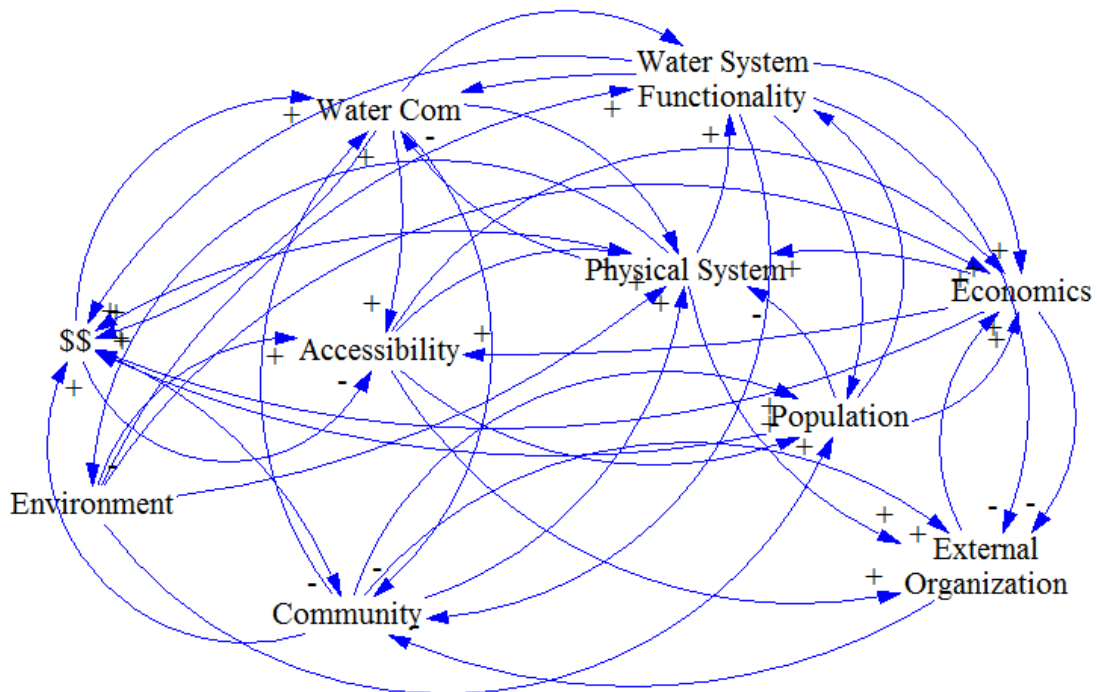 Water System
Functionality
Water Com
Physical System
Economics
$$
Accessibility
Population
Environment
External
Organization
Community